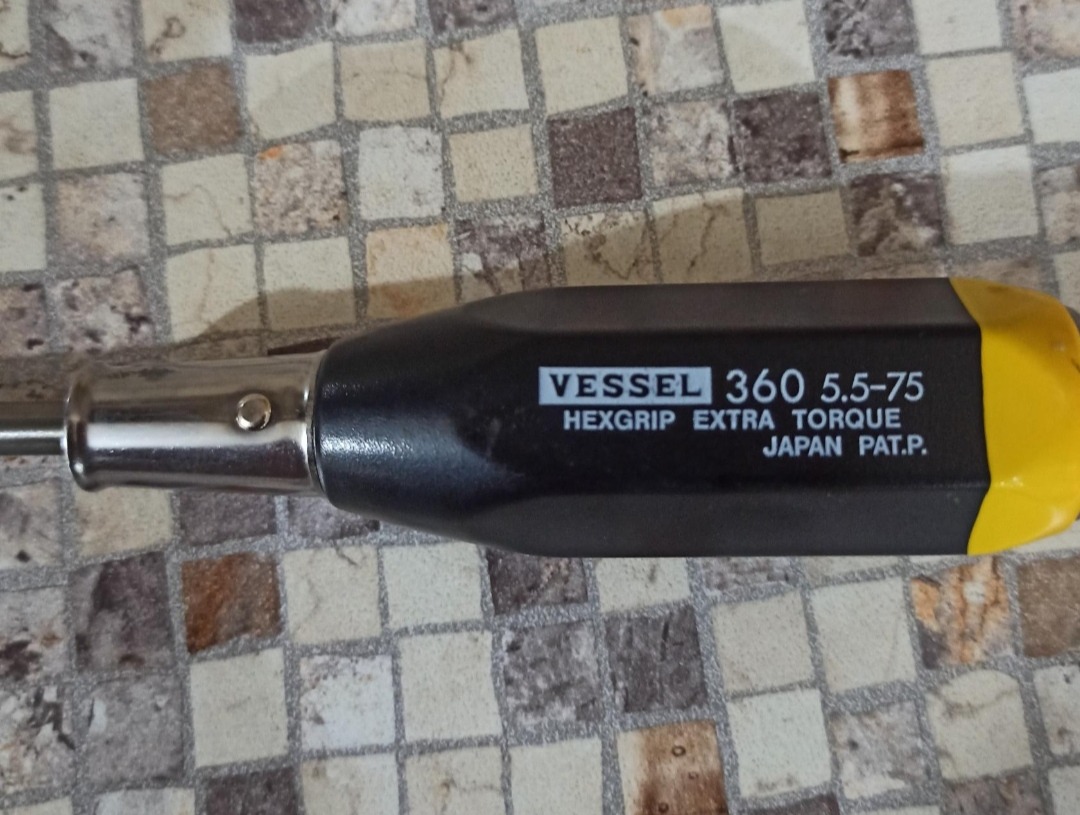 VESSEL 360 5.5-75
HEXGRIP EXTRA TORQUE
JAPAN PAT.P.